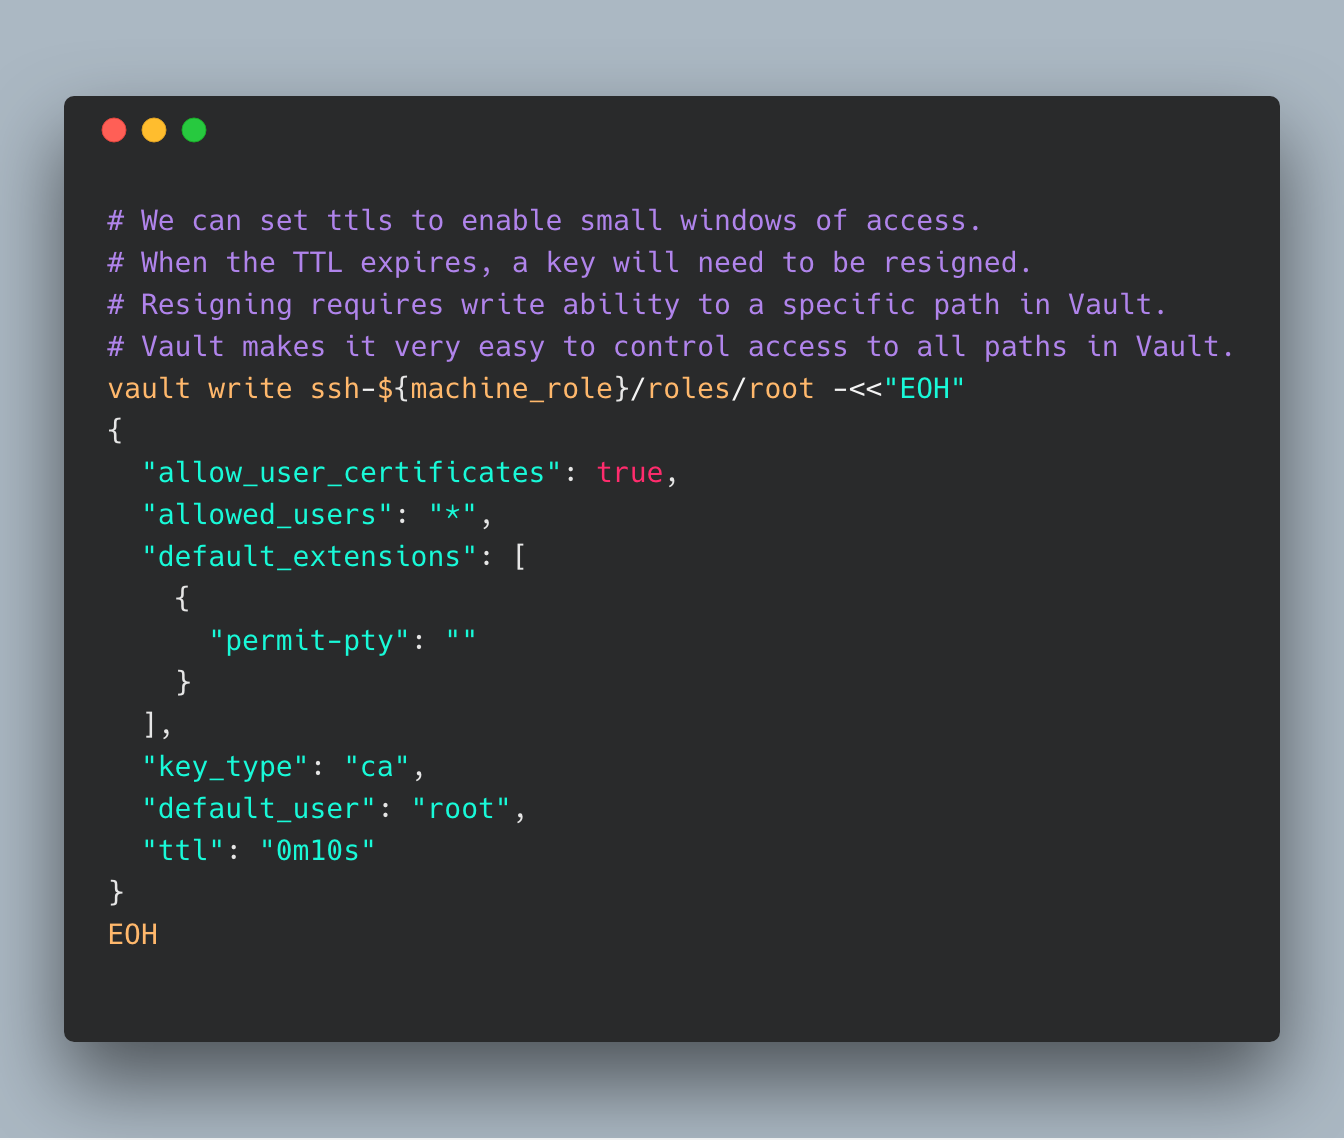 # We can set ttls to enable small windows of access.
# When the TTL expires, a key will need to be resigned.
# Resigning requires write ability to a specific path in Vault.
# Vault makes it very easy to control access to all paths in Vault.
vault write ssh-${machine_role}/roles/root -<<"EOH"
{
  "allow_user_certificates": true,
  "allowed_users": "*",
  "default_extensions": [
    {
      "permit-pty": ""
    }
  ],
  "key_type": "ca",
  "default_user": "root",
  "ttl": "0m10s"
}
EOH